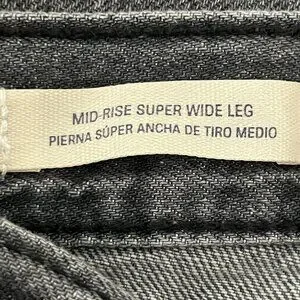 MID-RISE SUPER WIDE LEG
PIERNA SÚPER ANCHA DE TIRO MEDIO